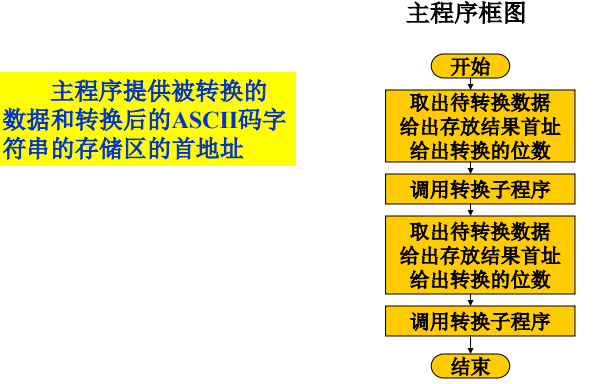 主程序框图
主程序提供被转换的
数据和转换后的ASCII码字
符串的存储区的首地址
开始
取出待转换数据
给出存放结果首址
给出转换的位数
调用转换子程序
取出待转换数据
给出存放结果首址
给出转换的位数
调用转换子程序
结束